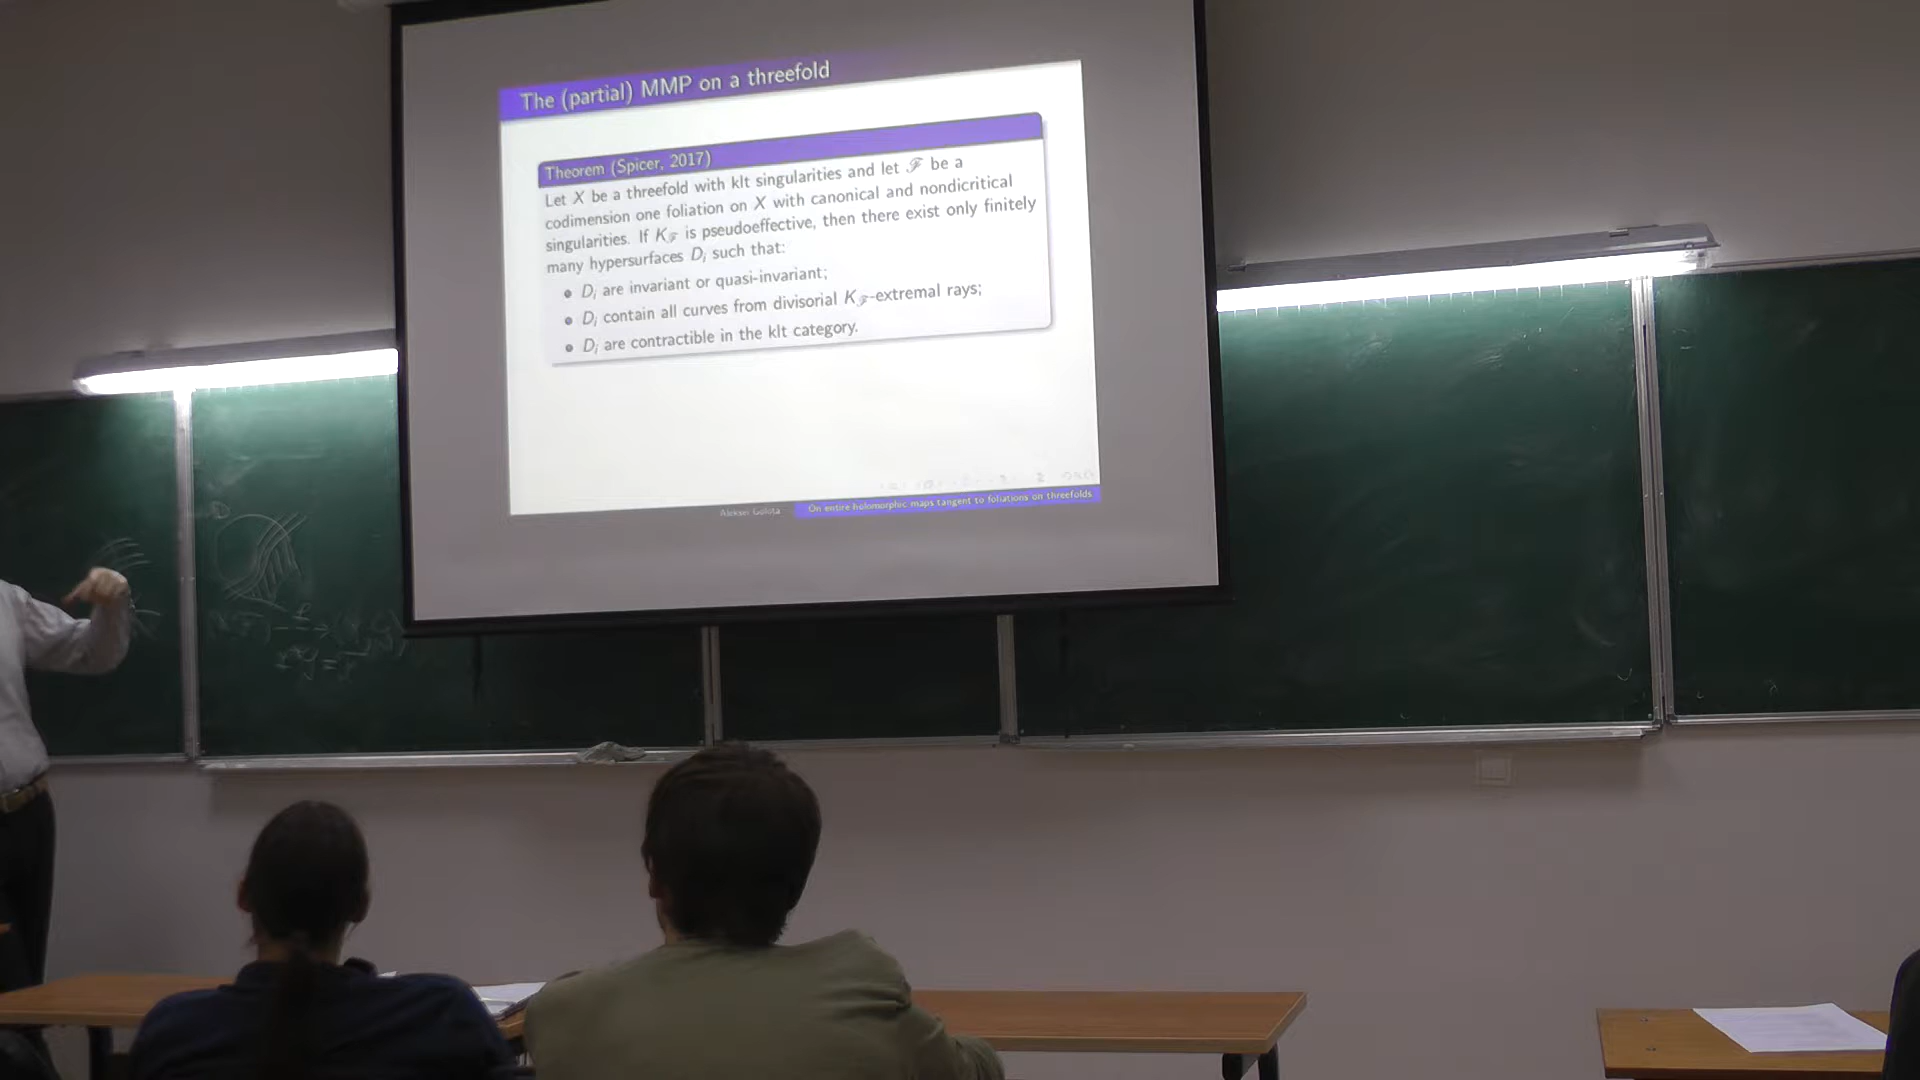 The (partial) MMP on a threefold
Theorem (Spicer, 2017)
Let X be a threefold with klt singularities and let ℱ be a
codimension one foliation on X with canonical and nondicritical
singularities. If K_ℱ is pseudoeffective, then there exist only finitely
many hypersurfaces D_i such that:
• D_i are invariant or quasi-invariant;
• D_i contain all curves from divisorial K_ℱ-extremal rays;
• D_i are contractible in the klt category.
Aleksei Golota
On entire holomorphic maps tangent to foliations on threefolds